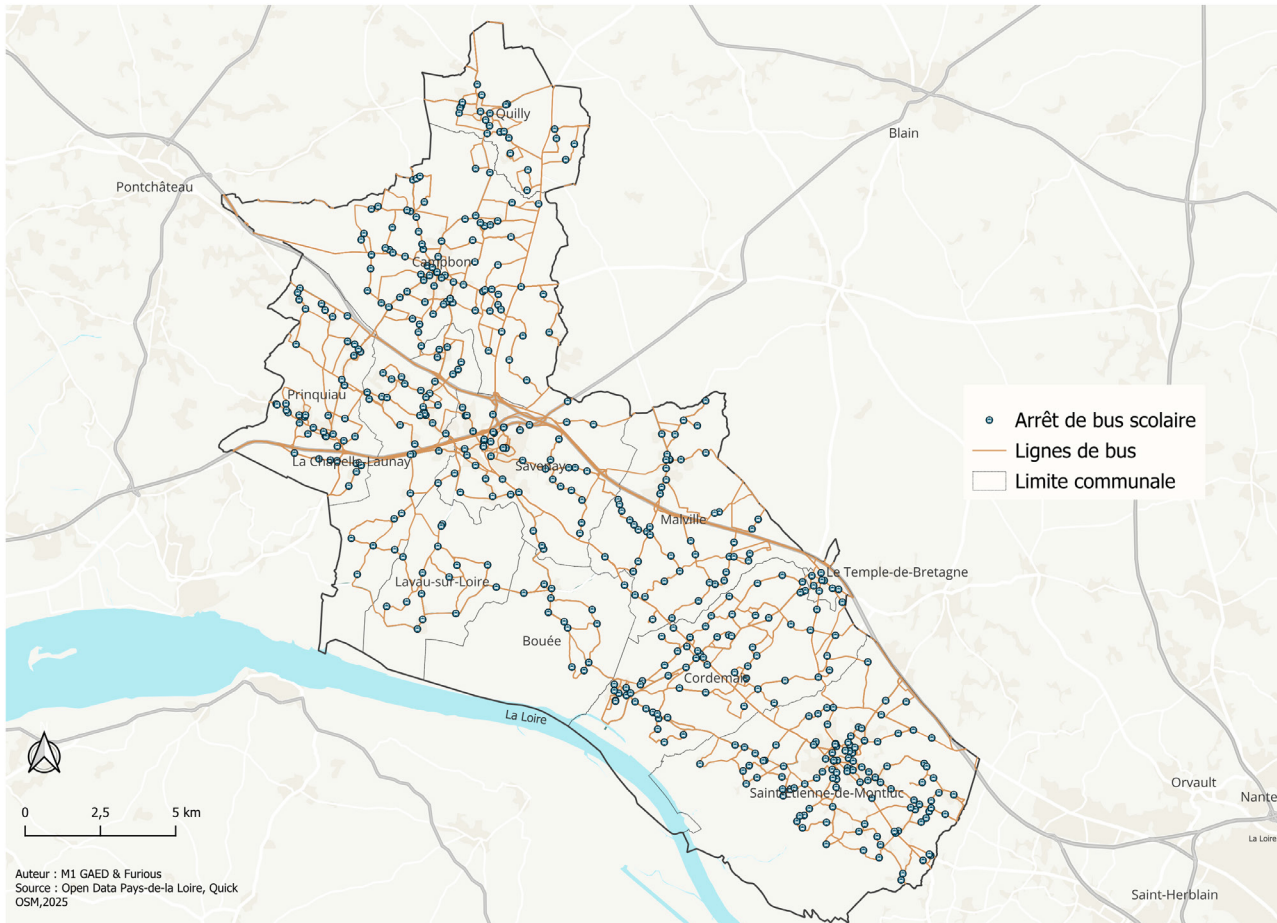 Quilly
Blain
Pontchâteau
Campbon
Prinquiau
Arrêt de bus scolaire
Lignes de bus
Limite communale
La Chapelle-Launay
Savenay
Malville
Le Temple-de-Bretagne
Lavau-sur-Loire
Bouée
Cordemais
La Loire
Saint-Étienne-de-Montluc
Orvault
Nante
La Loire
Saint-Herblain
0 2,5 5 km
Auteur : M1 GAED & Furious
Source : Open Data Pays-de-la Loire, Quick
OSM,2025